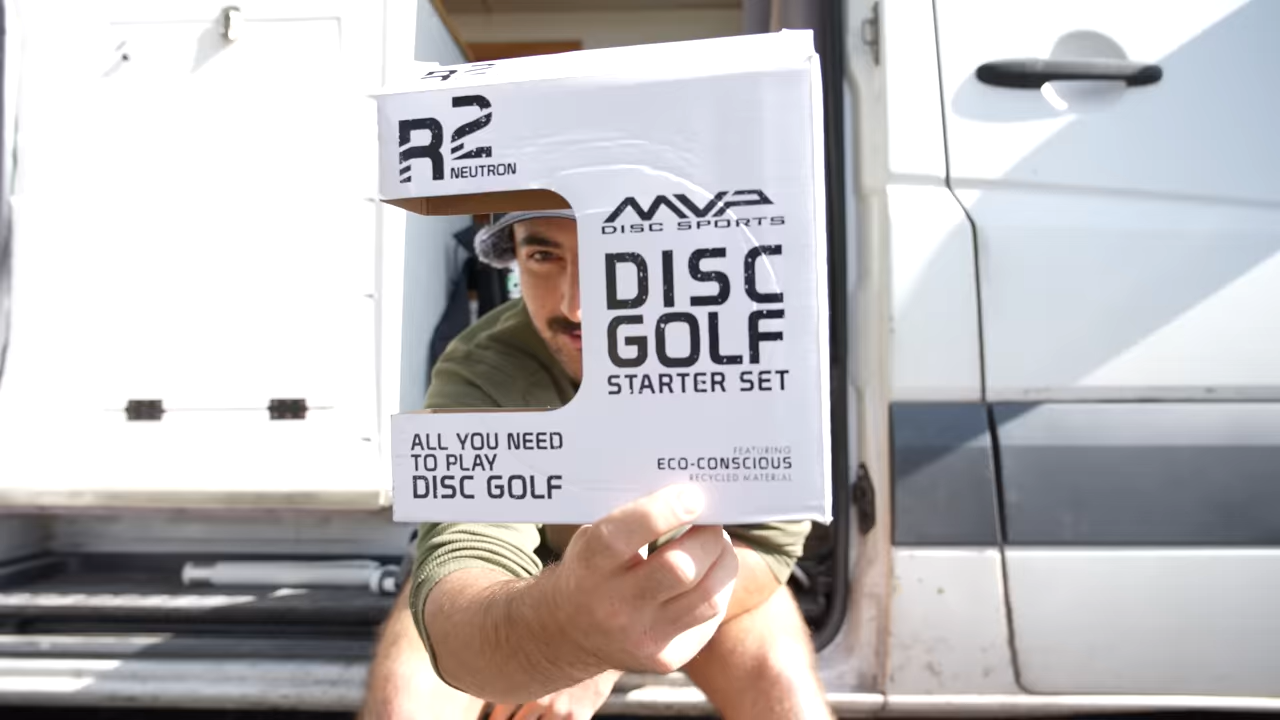 R2
R2
NEUTRON
MVP
DISC SPORTS
DISC
GOLF
STARTER SET
ALL YOU NEED
TO PLAY
DISC GOLF
FEATURING
ECO-CONSCIOUS
RECYCLED MATERIAL